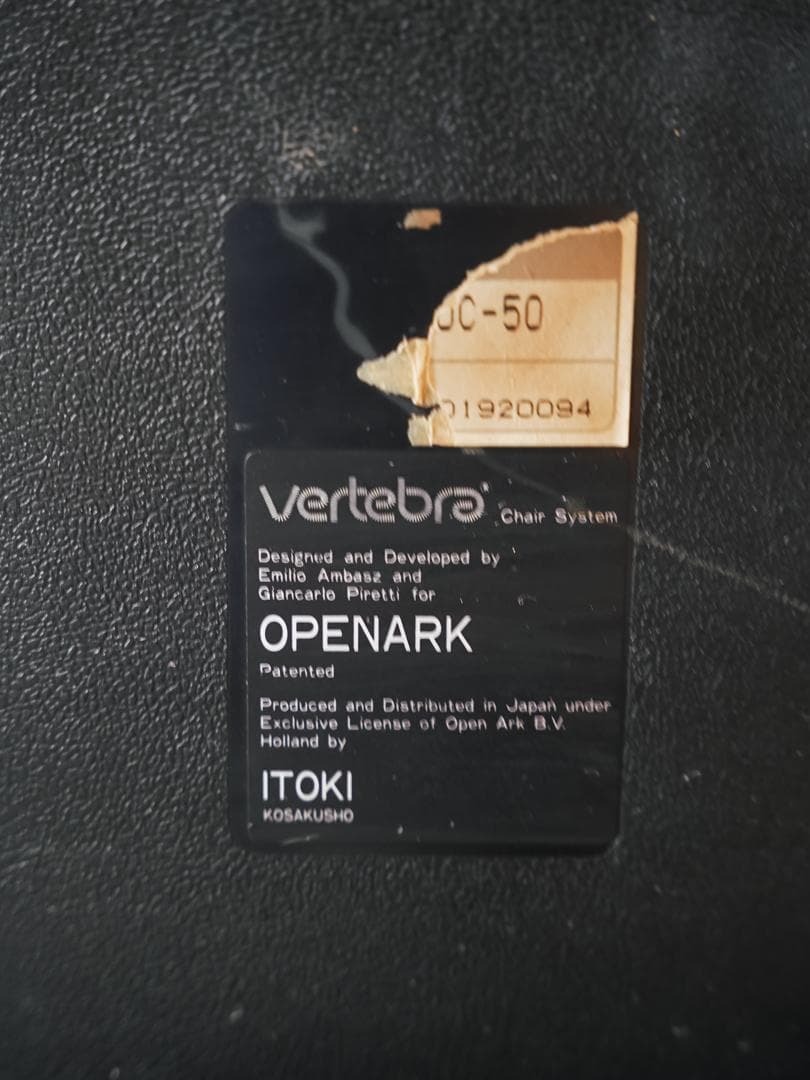 C-50
01920094
vertebra Chair System
Designed and Developed by
Emilio Ambasz and
Giancarlo Piretti for
OPENARK
Patented
Produced and Distributed in Japan under
Exclusive License of Open Ark B.V.
Holland by
ITOKI
KOSAKUSHO